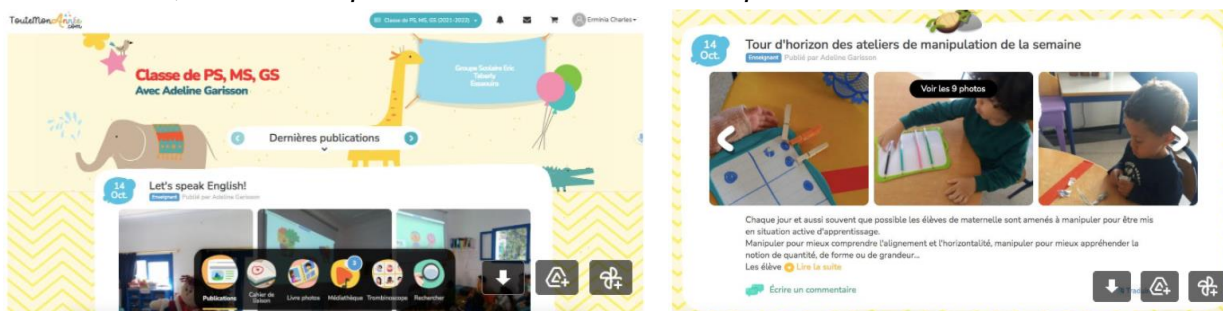 TouteMonAnnée
.com
Classe de PS, MS, GS (2021-2022)
Erminia Charles
Classe de PS, MS, GS
Avec Adeline Garisson
Groupe Scolaire Eric
Tabarly
Essaouira
Dernières publications
14
Oct.
Let's speak English!
Enseignant Publié par Adeline Garisson
3
Publications
Cahier de
liaison
Livre photos
Médiathèque
Trombinoscope
Rechercher
14
Oct.
Tour d'horizon des ateliers de manipulation de la semaine
Enseignant Publié par Adeline Garisson
Voir les 9 photos
Chaque jour et aussi souvent que possible les élèves de maternelle sont amenés à manipuler pour être mis
en situation active d'apprentissage.
Manipuler pour mieux comprendre l'alignement et l'horizontalité, manipuler pour mieux appréhender la
notion de quantité, de forme ou de grandeur...
Les élève Lire la suite
Écrire un commentaire